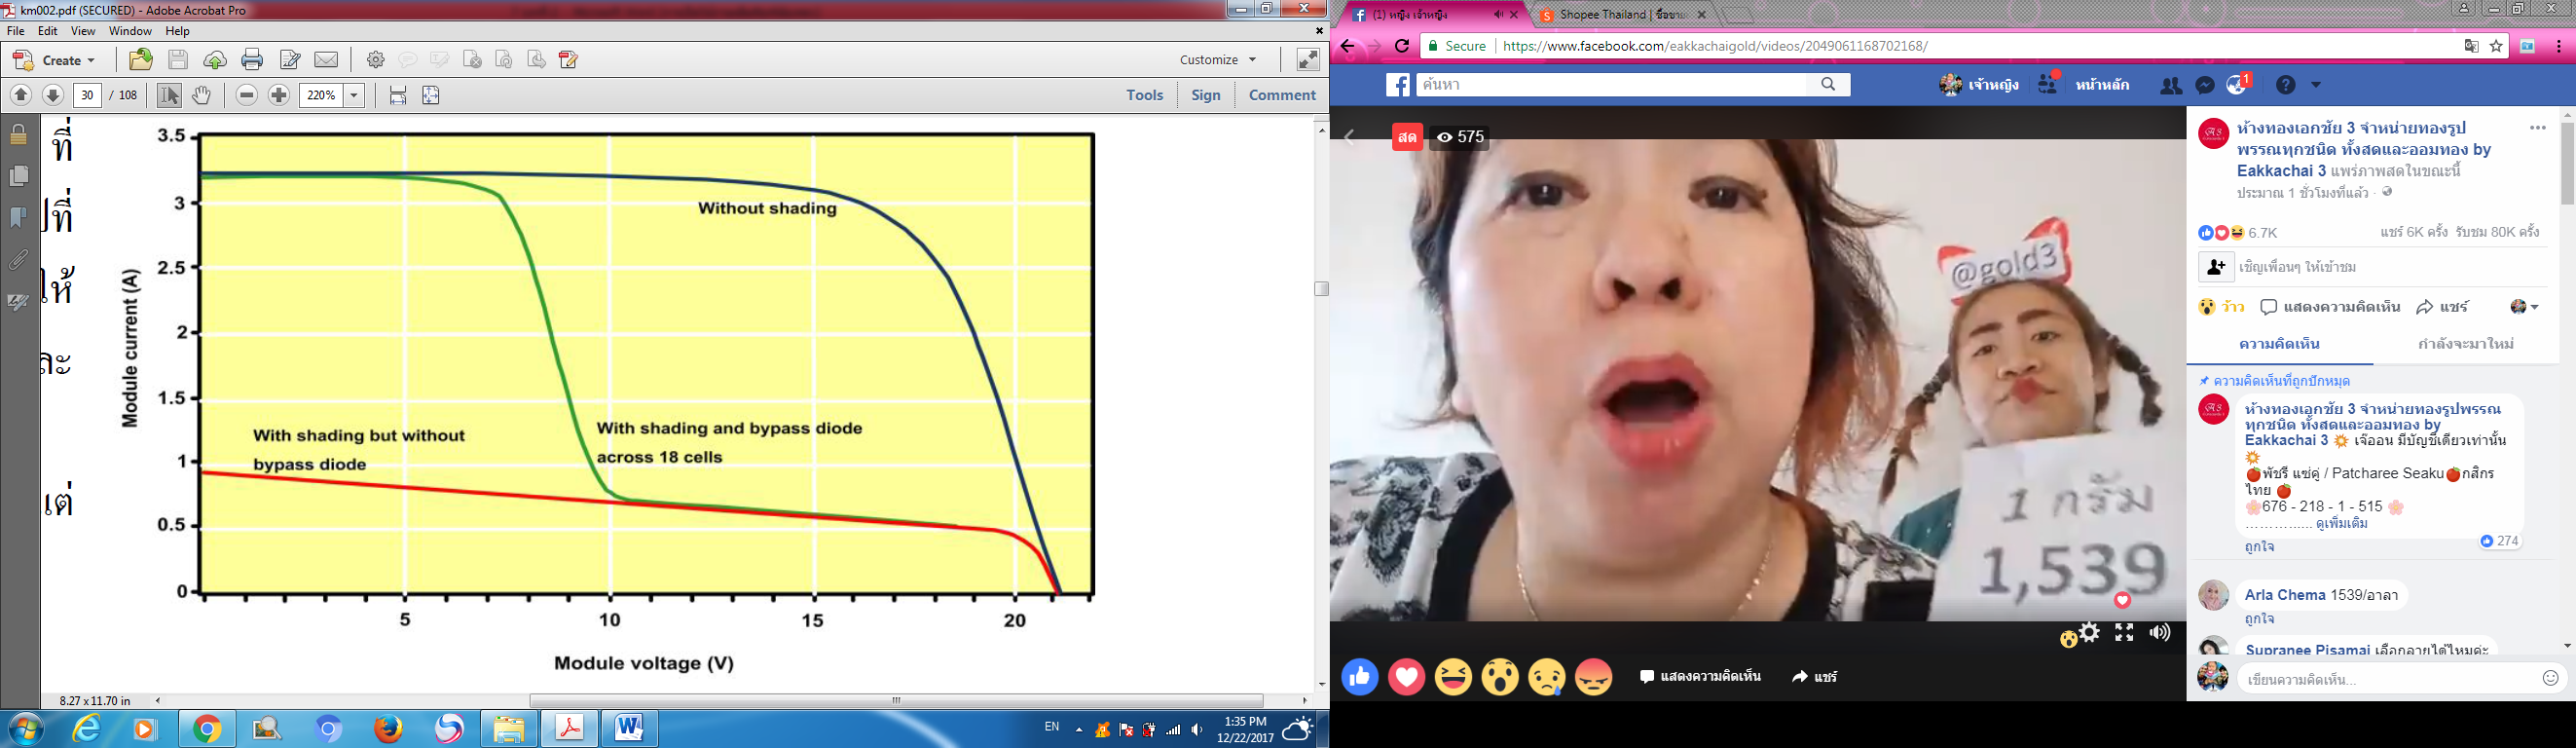 km002.pdf (SECURED) - Adobe Acrobat Pro
File Edit View Window Help
Create
Customize
30 / 108
220%
Tools Sign Comment
ที่
ให้
ละ
แต่
3.5
3
2.5
2
1.5
1
0.5
0
Module current (A)
Without shading
With shading but without
bypass diode
With shading and bypass diode
across 18 cells
5 10 15 20
Module voltage (V)
8.27 x 11.70 in
EN
1:35 PM
12/22/2017
(1) หญิง เจ้าหญิง
Shopee Thailand | ซื้อขาย
Secure https://www.facebook.com/eakkachaigold/videos/2049061168702168/
ค้นหา
เจ้าหญิง
หน้าหลัก
1
สด 575
@gold3
1 กรัม
1,539
แสดงความคิดเห็น แชร์
ห้างทองเอกชัย 3 จำหน่ายทองรูป
พรรณทุกชนิด ทั้งสดและออมทอง by
Eakkachai 3 แพร่ภาพสดในขณะนี้
ประมาณ 1 ชั่วโมงที่แล้ว ·
6.7K แชร์ 6K ครั้ง รับชม 80K ครั้ง
เชิญเพื่อนๆ ให้เข้าชม
ว้าว แสดงความคิดเห็น แชร์
ความคิดเห็น กำลังจะมาใหม่
ความคิดเห็นที่ถูกปักหมุด
ห้างทองเอกชัย 3 จำหน่ายทองรูปพรรณ
ทุกชนิด ทั้งสดและออมทอง by
Eakkachai 3 💥 เจ๊ออน มีบัญชีเดียวเท่านั้น
💥
🍎พัชรี แซ่คู่ / Patcharee Seaku🍎กสิกร
ไทย 🍎
🌸676 - 218 - 1 - 515 🌸
…………..... ดูเพิ่มเติม
ถูกใจ 274
Arla Chema 1539/อาลา
ถูกใจ
Supranee Pisamai เลือกลายได้ไหมค่ะ
เขียนความคิดเห็น...